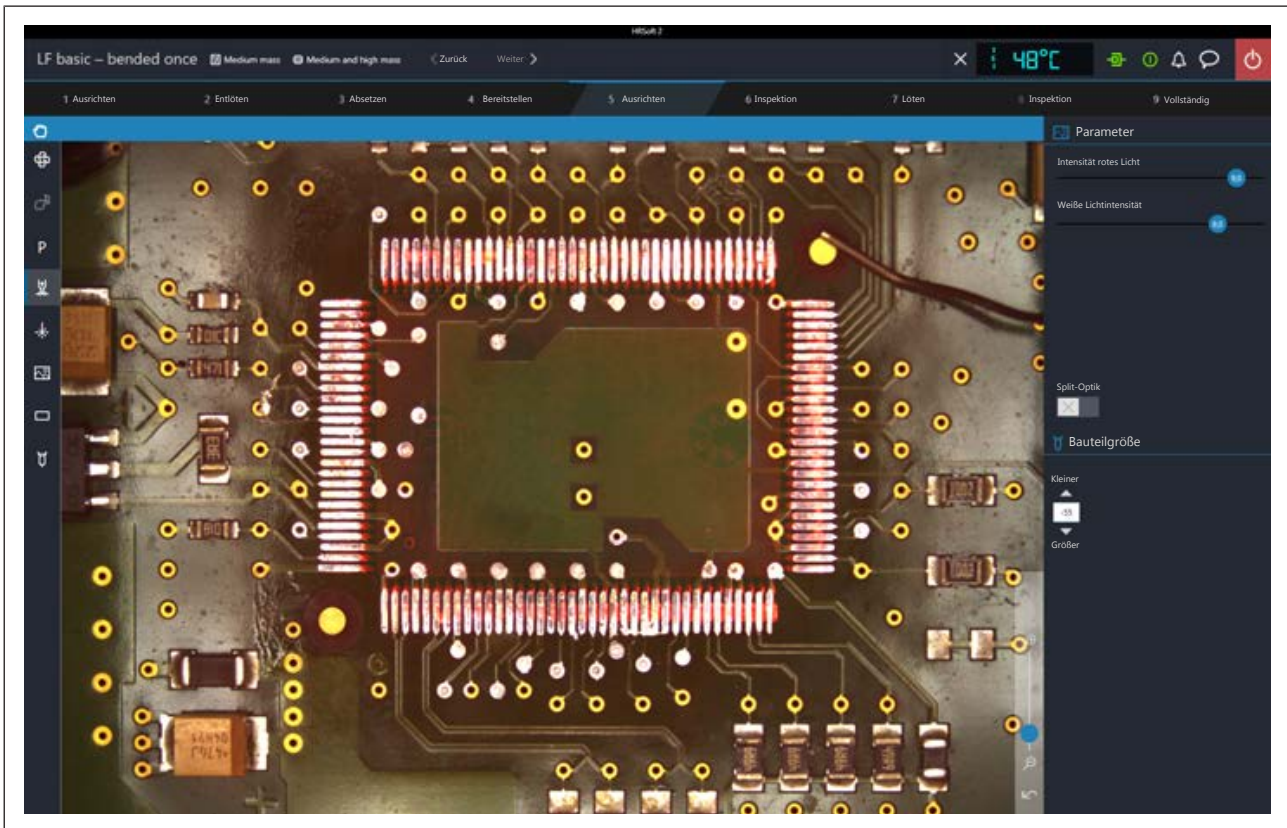 HRSoft 2
LF basic – bended once Medium mass Medium and high mass Zurück Weiter 48°C
1 Ausrichten 2 Entlöten 3 Absetzen 4 Bereitstellen 5 Ausrichten 6 Inspektion 7 Löten 8 Inspektion 9 Vollständig
Parameter
Intensität rotes Licht
Weiße Lichtintensität
P
Split-Optik
Bauteilgröße
Kleiner
-55
Größer